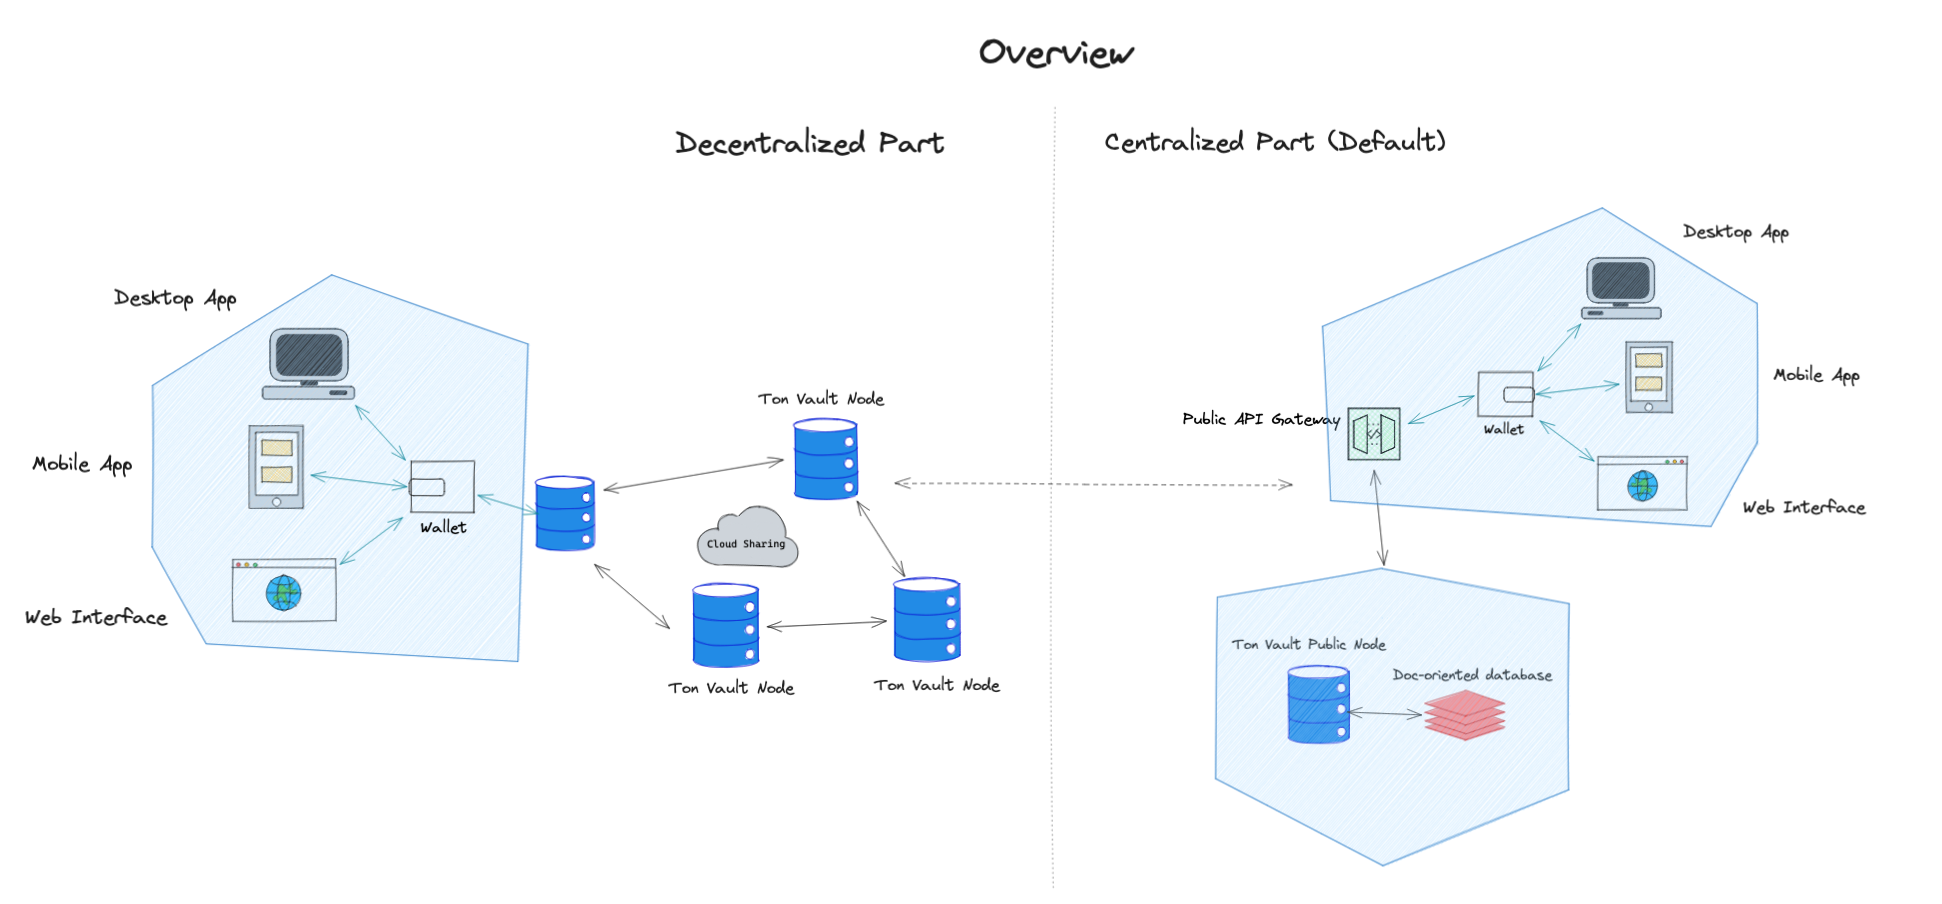 Overview
Decentralized Part
Desktop App
Mobile App
Wallet
Web Interface
Ton Vault Node
Cloud Sharing
Ton Vault Node
Ton Vault Node
Centralized Part (Default)
Desktop App
Mobile App
Public API Gateway
Wallet
Web Interface
Ton Vault Public Node
Doc-oriented database